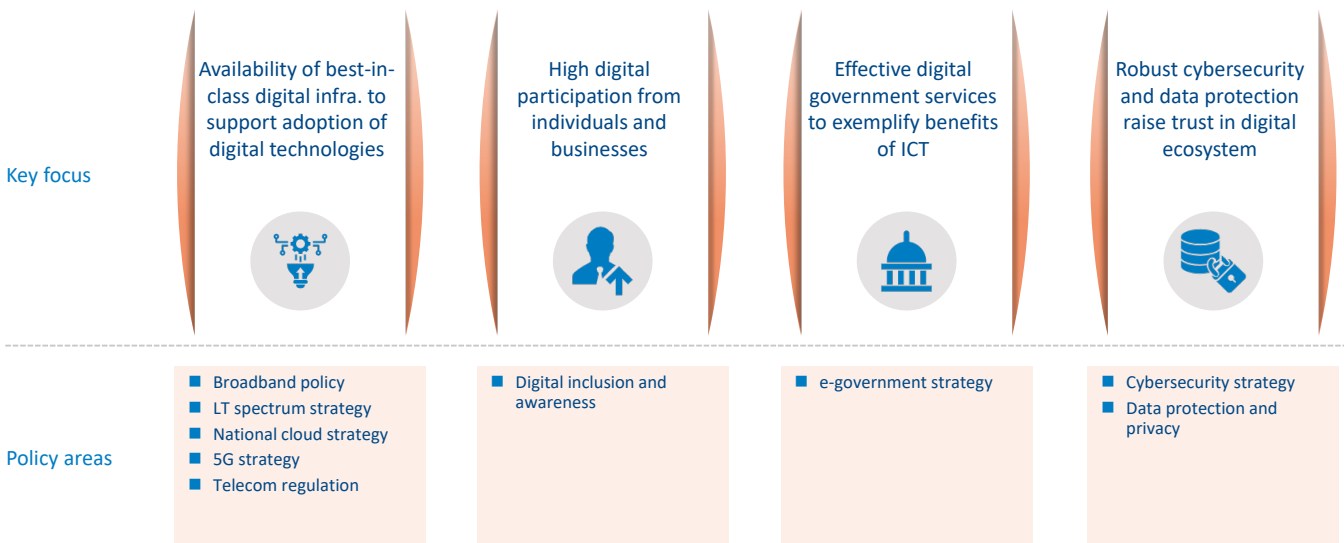 Key focus
Availability of best-in-
class digital infra. to
support adoption of
digital technologies
High digital
participation from
individuals and
businesses
Effective digital
government services
to exemplify benefits
of ICT
Robust cybersecurity
and data protection
raise trust in digital
ecosystem
Policy areas
Broadband policy
LT spectrum strategy
National cloud strategy
5G strategy
Telecom regulation
Digital inclusion and
awareness
e-government strategy
Cybersecurity strategy
Data protection and
privacy